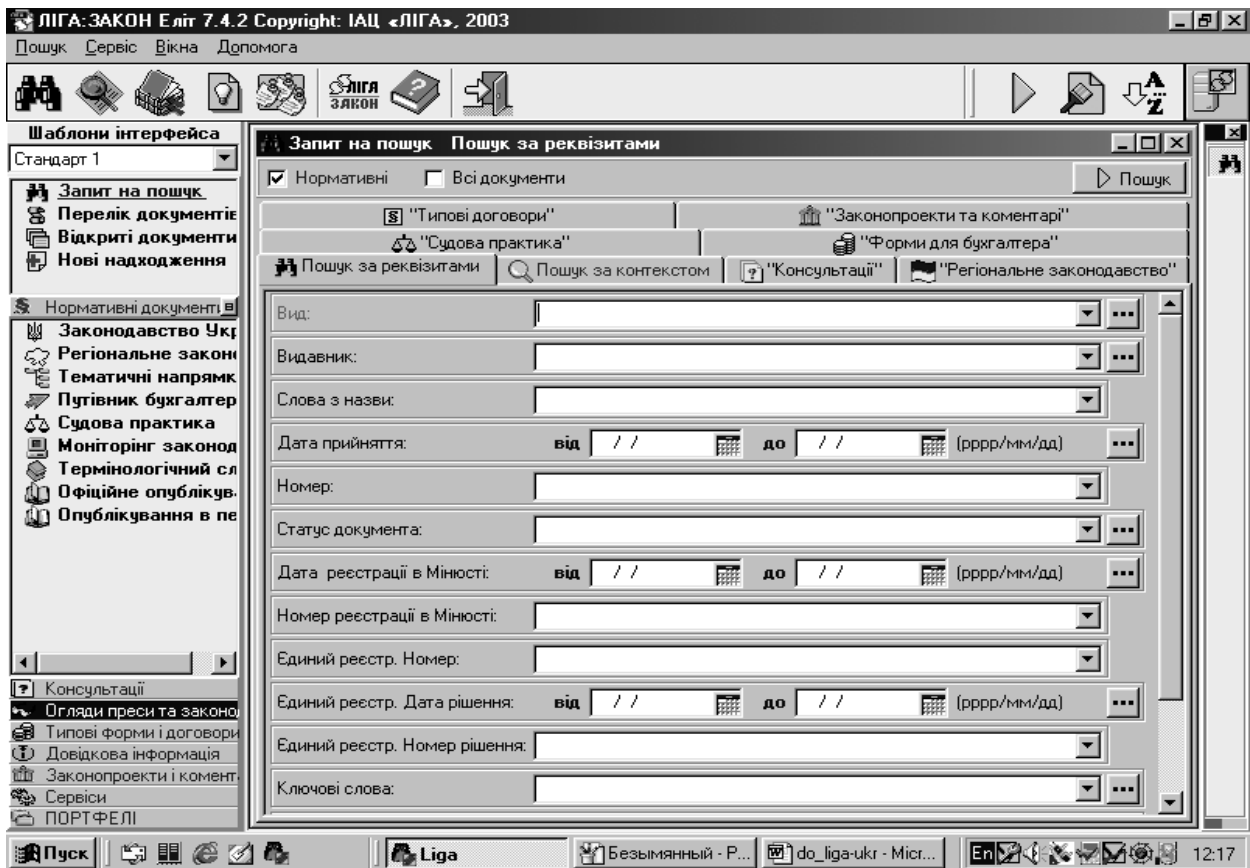 ЛІГА:ЗАКОН Еліт 7.4.2 Copyright: ІАЦ «ЛІГА», 2003
Пошук Сервіс Вікна Допомога
ЛІГА ЗАКОН
Шаблони інтерфейса
Стандарт 1
Запит на пошук
Перелік документів
Відкриті документи
Нові надходження
Нормативні документи
Законодавство Укр
Регіональне законо
Тематичні напрямк
Путівник бухгалтер
Судова практика
Моніторінг законод
Термінологічний сл
Офіційне опублікув
Опублікування в пе
Консультації
Огляди преси та законод
Типові форми і договори
Довідкова інформація
Законопроекти і комент
Сервіси
ПОРТФЕЛІ
Запит на пошук Пошук за реквізитами
Нормативні Всі документи Пошук
"Типові договори" "Законопроекти та коментарі"
"Судова практика" "Форми для бухгалтера"
Пошук за реквізитами Пошук за контекстом "Консультації" "Регіональне законодавство"
Вид:
Видавник:
Слова з назви:
Дата прийняття: від / / до / / (рррр/мм/дд)
Номер:
Статус документа:
Дата реєстрації в Мінюсті: від / / до / / (рррр/мм/дд)
Номер реєстрації в Мінюсті:
Єдиний реєстр. Номер:
Єдиний реєстр. Дата рішення: від / / до / / (рррр/мм/дд)
Єдиний реєстр. Номер рішення:
Ключові слова:
Пуск Liga Безымянный - P... do_liga-ukr - Micr... En 12:17